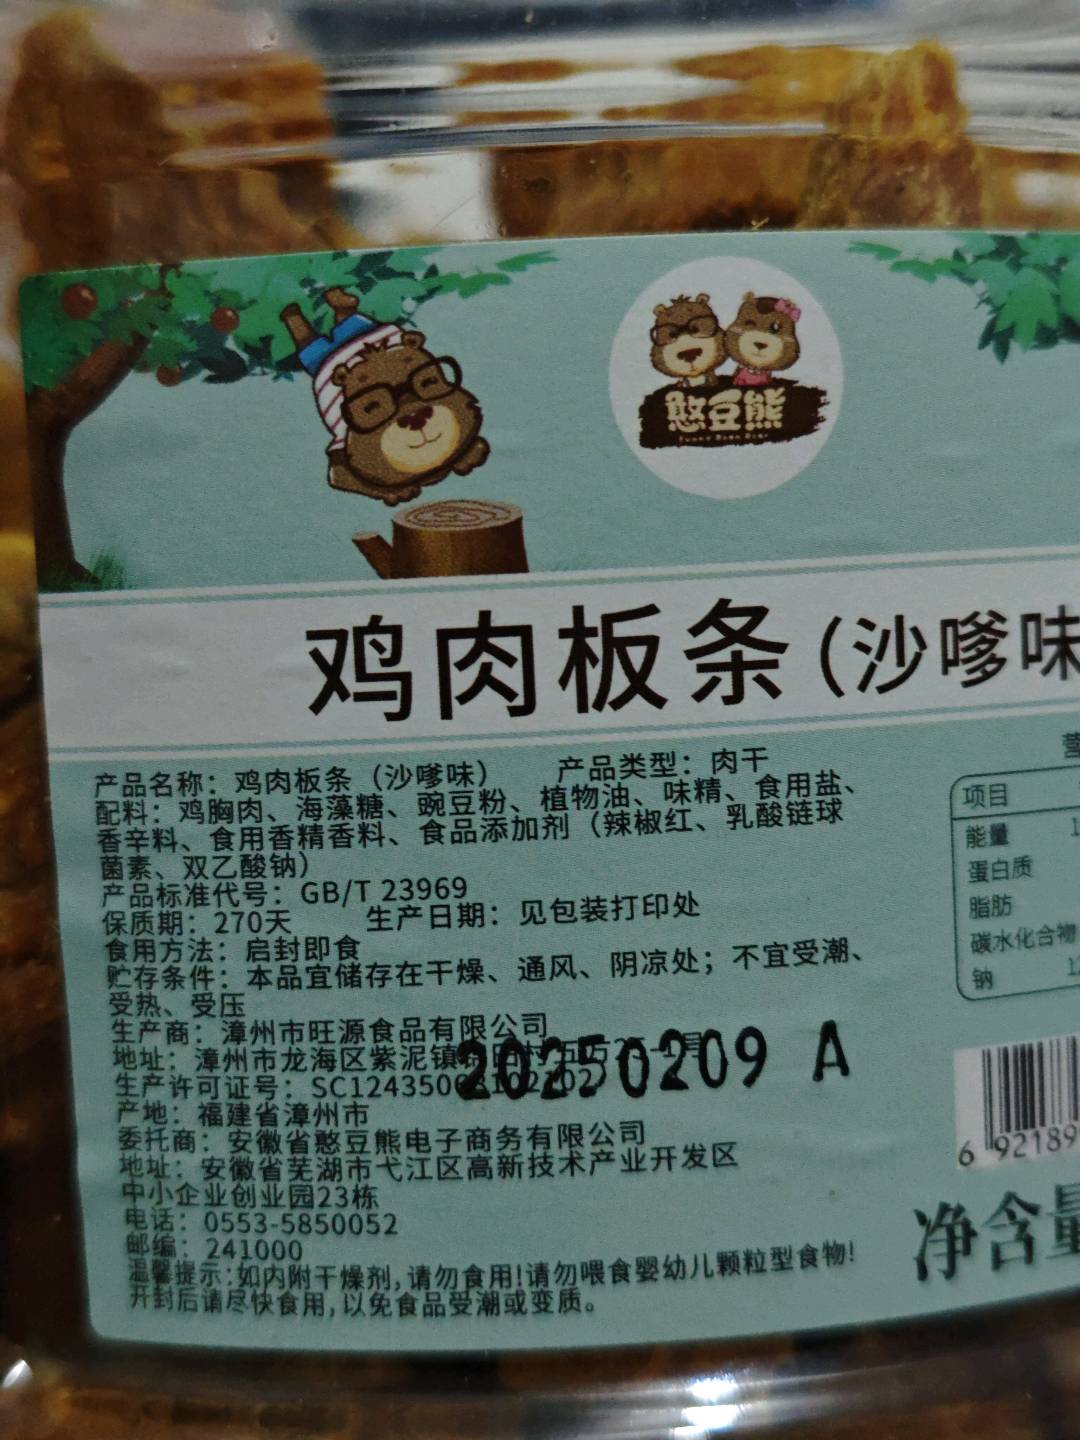 憨豆熊
鸡肉板条(沙嗲味
产品名称：鸡肉板条（沙嗲味） 产品类型：肉干
配料：鸡胸肉、海藻糖、豌豆粉、植物油、味精、食用盐、
香辛料、食用香精香料、食品添加剂（辣椒红、乳酸链球
菌素、双乙酸钠）
产品标准代号：GB/T 23969
保质期：270天 生产日期：见包装打印处
食用方法：启封即食
贮存条件：本品宜储存在干燥、通风、阴凉处；不宜受潮、
受热、受压
生产商：漳州市旺源食品有限公司
地址：漳州市龙海区紫泥镇
20250209 A
生产许可证号：SC1243506
产地：福建省漳州市
委托商：安徽省憨豆熊电子商务有限公司
地址：安徽省芜湖市弋江区高新技术产业开发区
中小企业创业园23栋
电话：0553-5850052
邮编：241000
温馨提示:如内附干燥剂,请勿食用!请勿喂食婴幼儿颗粒型食物!
开封后请尽快食用,以免食品受潮或变质。
项目
能量
蛋白质
脂肪
碳水化合物
钠
6 92189
净含量